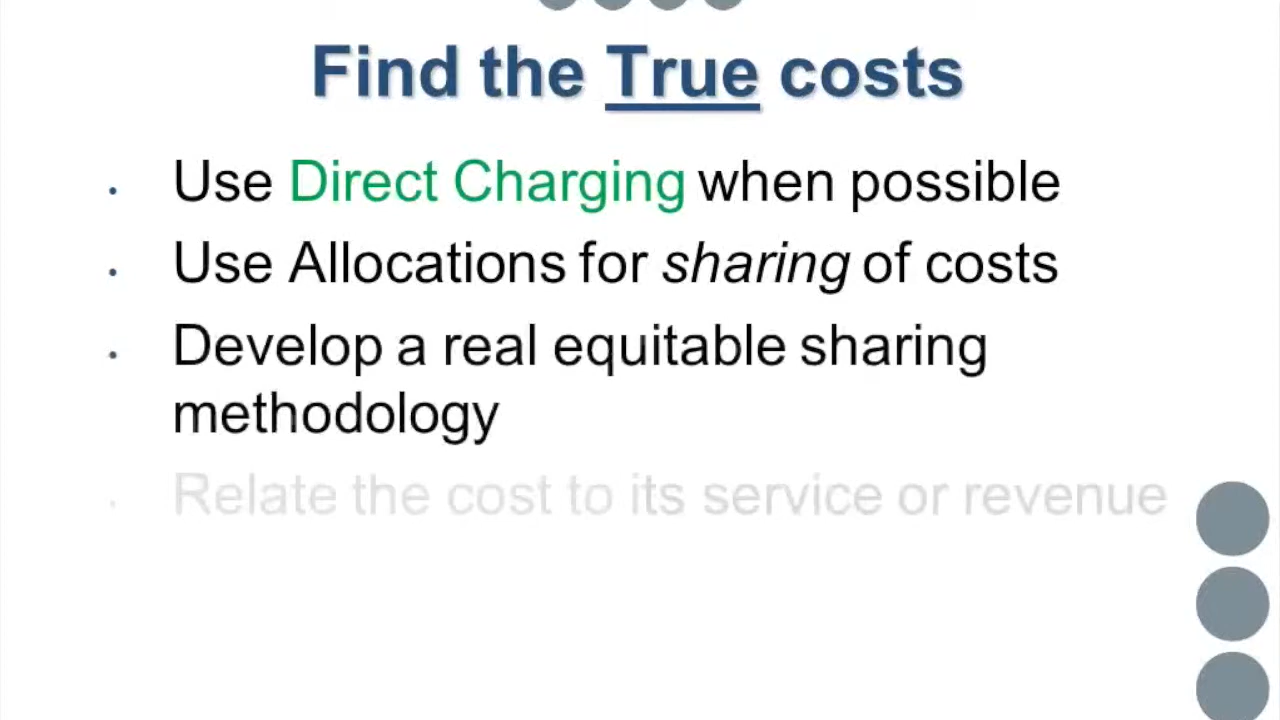 Find the True costs
Use Direct Charging when possible
Use Allocations for sharing of costs
Develop a real equitable sharing
methodology
Relate the cost to its service or revenue